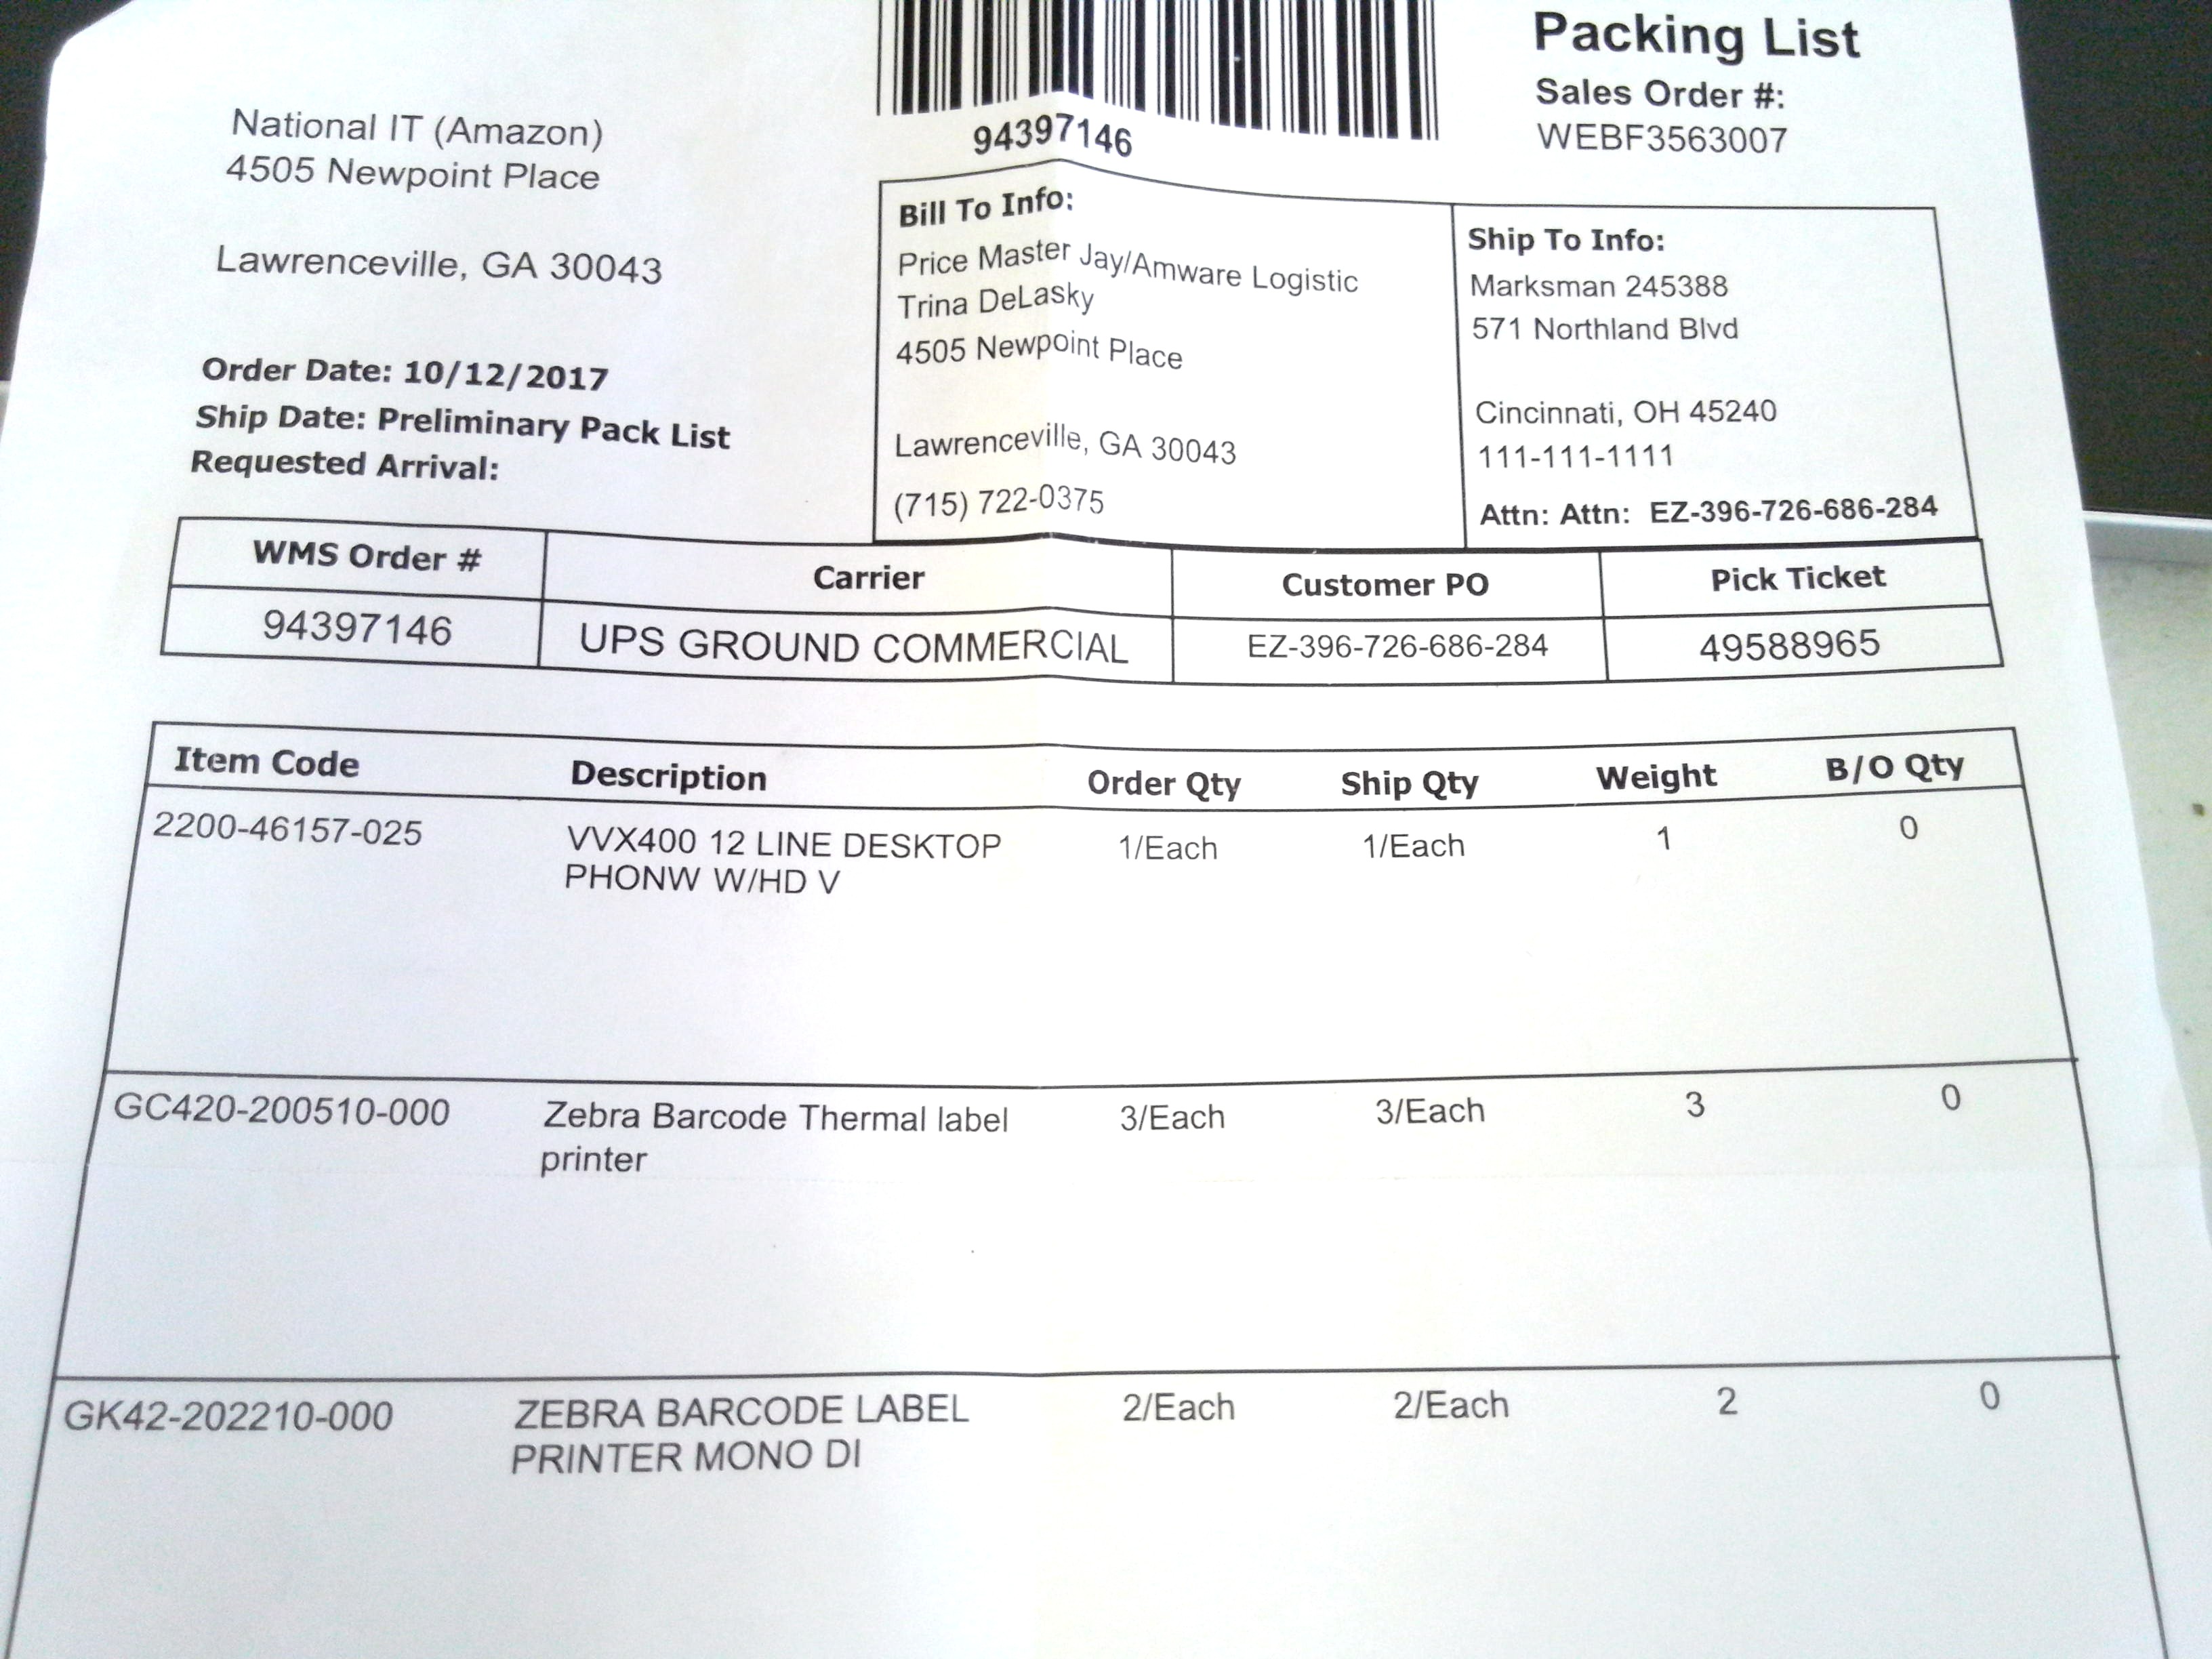 Packing List
Sales Order #:
WEBF3563007
94397146
National IT (Amazon)
4505 Newpoint Place
Lawrenceville, GA 30043
Order Date: 10/12/2017
Ship Date: Preliminary Pack List
Requested Arrival:
Bill To Info:
Price Master Jay/Amware Logistic
Trina DeLasky
4505 Newpoint Place
Lawrenceville, GA 30043
(715) 722-0375
Ship To Info:
Marksman 245388
571 Northland Blvd
Cincinnati, OH 45240
111-111-1111
Attn: Attn: EZ-396-726-686-284
WMS Order # Carrier Customer PO Pick Ticket
94397146 UPS GROUND COMMERCIAL EZ-396-726-686-284 49588965
Item Code Description Order Qty Ship Qty Weight B/O Qty
2200-46157-025 VVX400 12 LINE DESKTOP 1/Each 1/Each 1 0
PHONW W/HD V
GC420-200510-000 Zebra Barcode Thermal label 3/Each 3/Each 3 0
printer
GK42-202210-000 ZEBRA BARCODE LABEL 2/Each 2/Each 2 0
PRINTER MONO DI